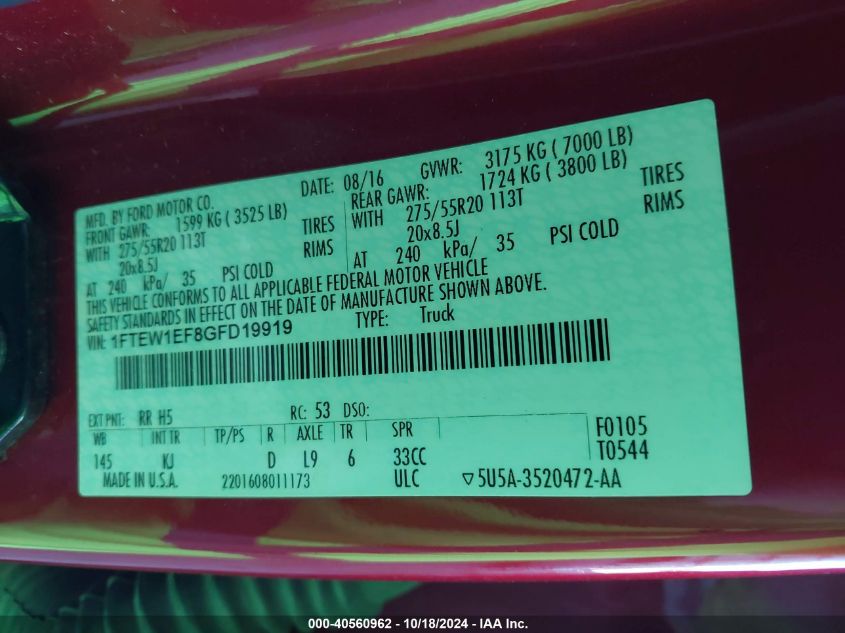 MFD. BY FORD MOTOR CO. DATE: 08/16 GVWR: 3175 KG ( 7000 LB)
FRONT GAWR: 1599 KG ( 3525 LB) REAR GAWR: 1724 KG ( 3800 LB)
WITH 275/55R20 113T TIRES WITH 275/55R20 113T TIRES
20x8.5J RIMS 20x8.5J RIMS
AT 240 kPa/ 35 PSI COLD AT 240 kPa/ 35 PSI COLD
THIS VEHICLE CONFORMS TO ALL APPLICABLE FEDERAL MOTOR VEHICLE
SAFETY STANDARDS IN EFFECT ON THE DATE OF MANUFACTURE SHOWN ABOVE.
VIN: 1FTEW1EF8GFD19919 TYPE: Truck
EXT PNT: RR H5 RC: 53 DSO:
WB INT TR TP/PS R AXLE TR SPR F0105
145 KJ D L9 6 33CC T0544
MADE IN U.S.A. 2201608011173 ULC ▽5U5A-3520472-AA
000-40560962 - 10/18/2024 - IAA Inc.